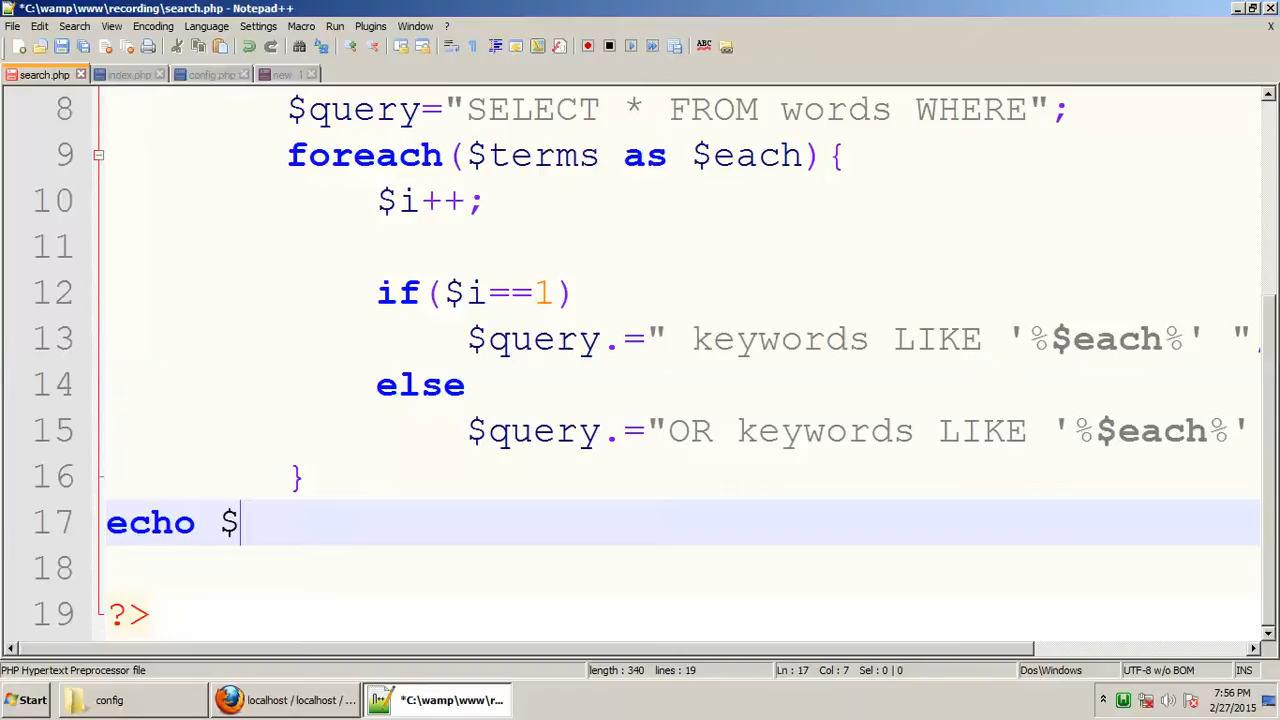 *C:\wamp\www\recording\search.php - Notepad++
File Edit Search View Encoding Language Settings Macro Run Plugins Window ? X
search.php index.php config.php new 1
8 $query="SELECT * FROM words WHERE";
9 foreach($terms as $each){
10 $i++;
11
12 if($i==1)
13 $query.=" keywords LIKE '%$each%' "
14 else
15 $query.="OR keywords LIKE '%$each%'
16 }
17 echo $
18
19 ?>
PHP Hypertext Preprocessor file length : 340 lines : 19 Ln : 17 Col : 7 Sel : 0 | 0 Dos\Windows UTF-8 w/o BOM INS
Start config localhost / localhost / ... *C:\wamp\www\r... 7:56 PM
2/27/2015